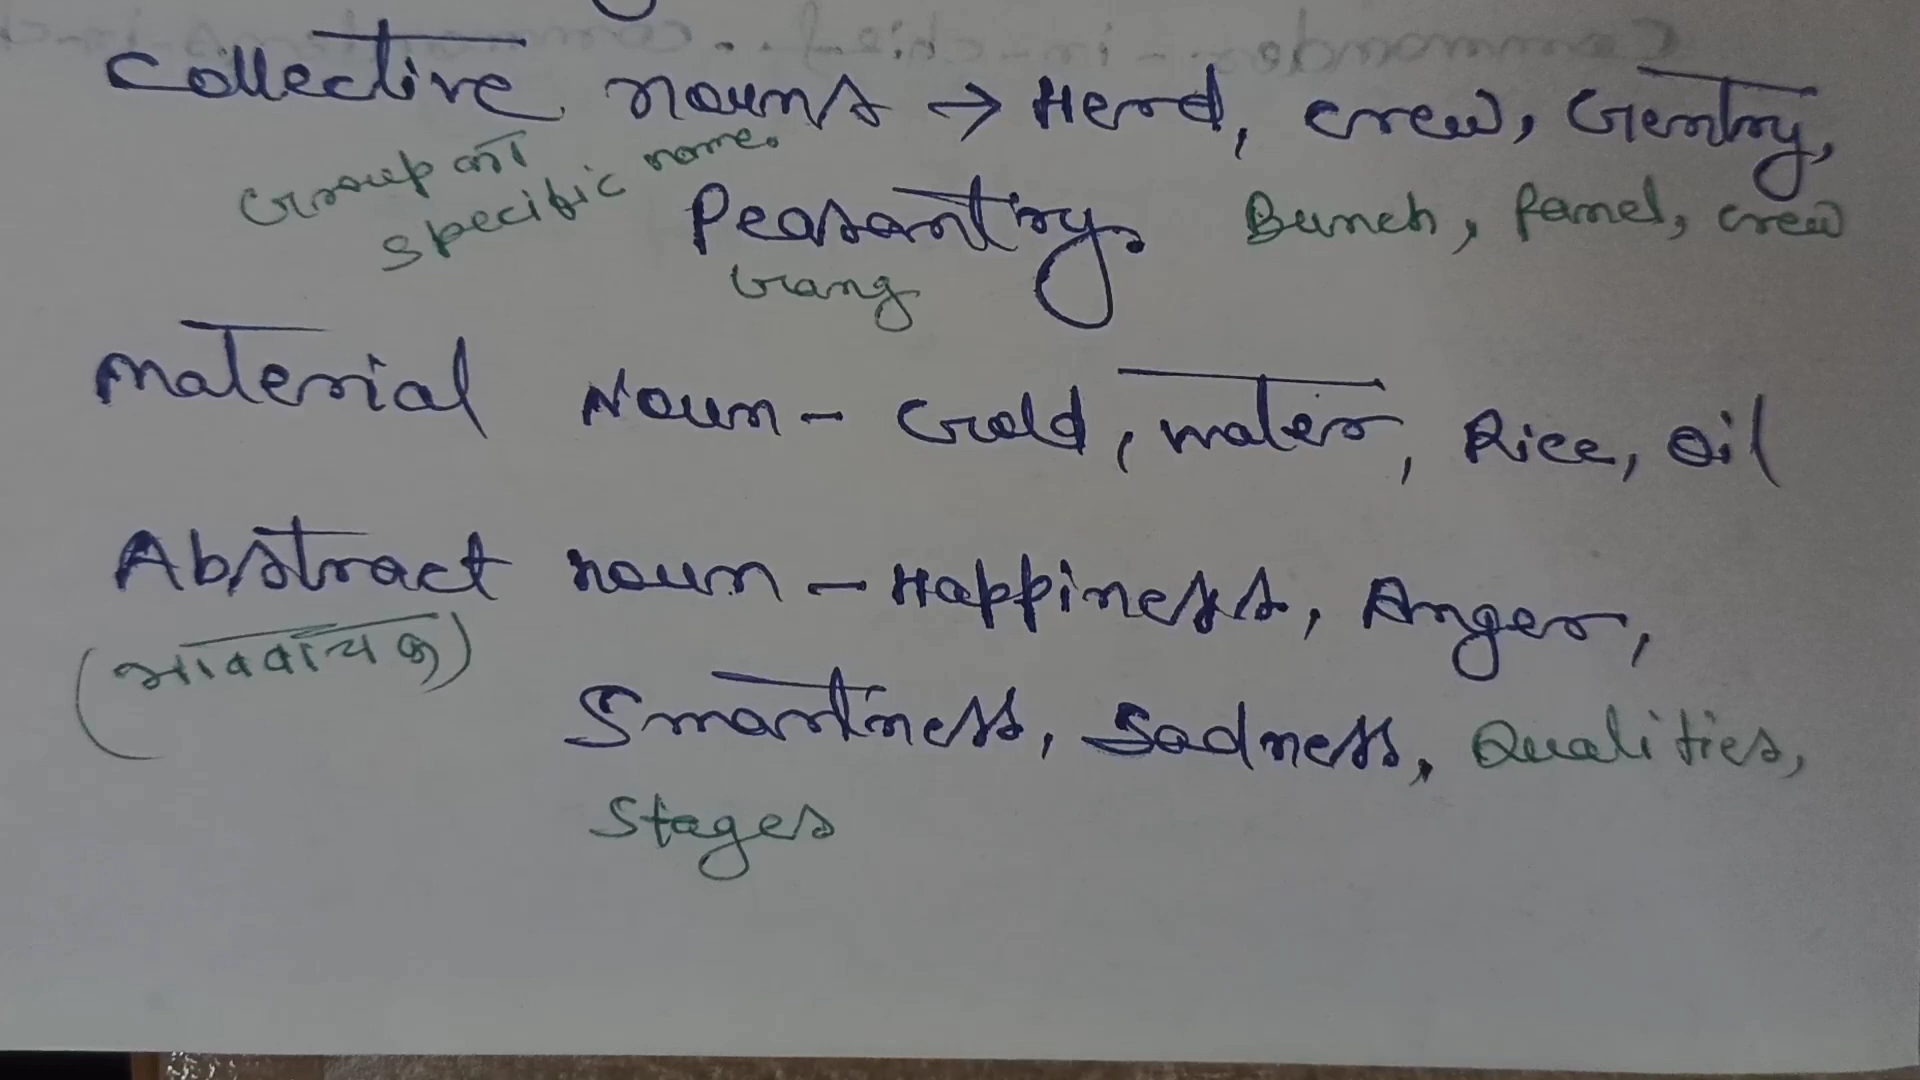 Collective nouns → Herd, crew, Gentry,
Group का specific name.
Peasantry. Bunch, Panel, crew
Gang
Material Noun - Gold, water, Rice, Oil
Abstract noun - Happiness, Anger,
(भाववाचक)
Smartness, Sadness, Qualities,
Stages